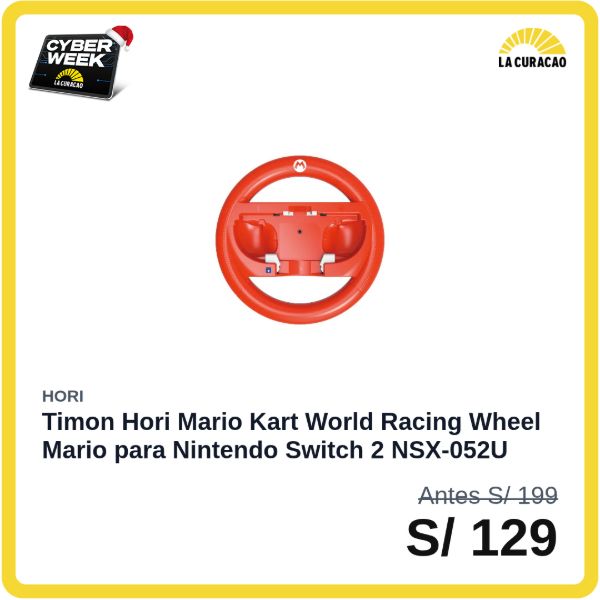 CYBER
WEEK
LA CURACAO
LA CURACAO
M
HORI
Timon Hori Mario Kart World Racing Wheel
Mario para Nintendo Switch 2 NSX-052U
Antes S/ 199
S/ 129